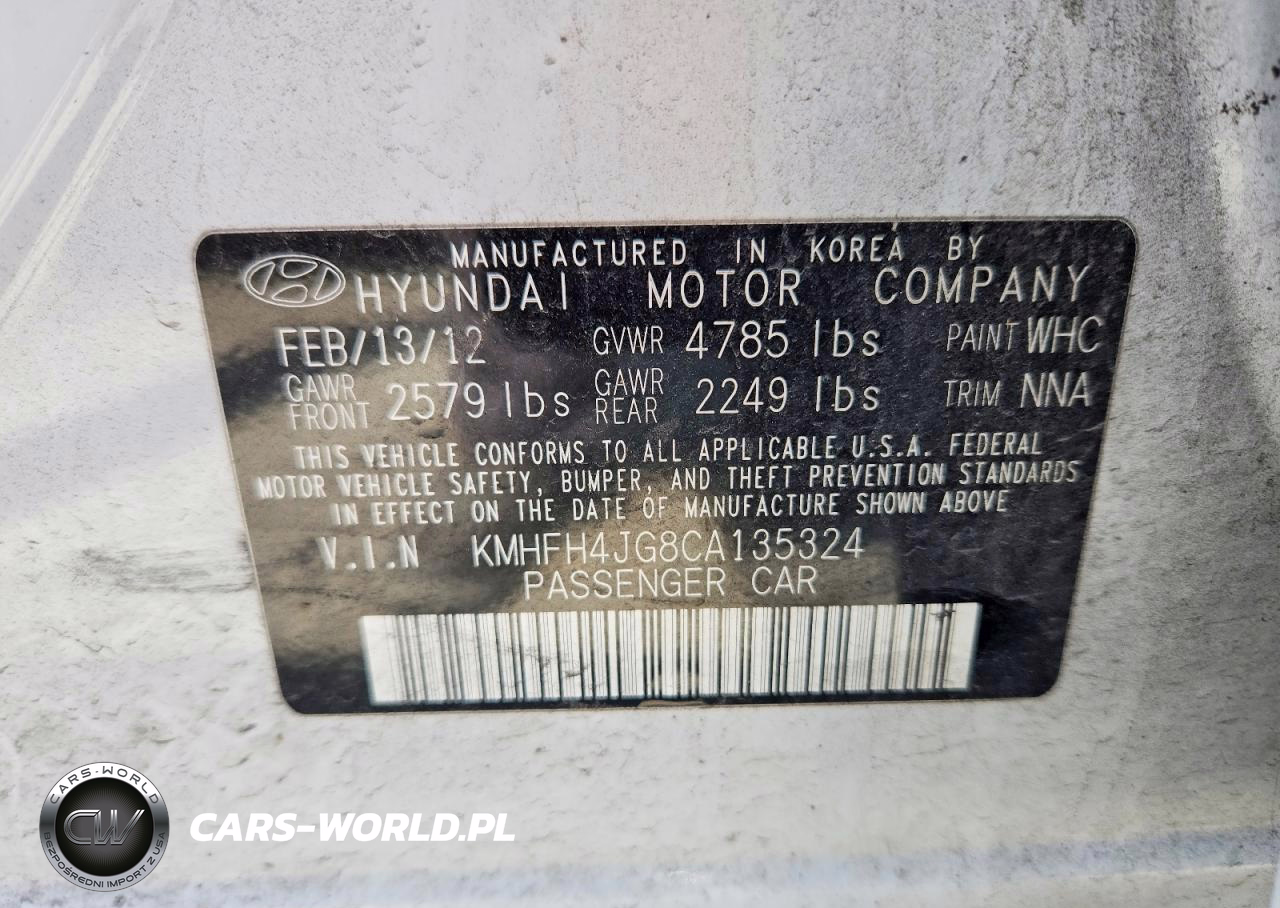 MANUFACTURED IN KOREA BY
HYUNDAI MOTOR COMPANY
FEB/13/12 GVWR 4785 lbs PAINT WHC
GAWR FRONT 2579 lbs GAWR REAR 2249 lbs TRIM NNA
THIS VEHICLE CONFORMS TO ALL APPLICABLE U.S.A. FEDERAL
MOTOR VEHICLE SAFETY, BUMPER, AND THEFT PREVENTION STANDARDS
IN EFFECT ON THE DATE OF MANUFACTURE SHOWN ABOVE
V.I.N KMHFH4JG8CA135324
PASSENGER CAR
CARS-WORLD
CW
BEZPOŚREDNI IMPORT Z USA
CARS-WORLD.PL